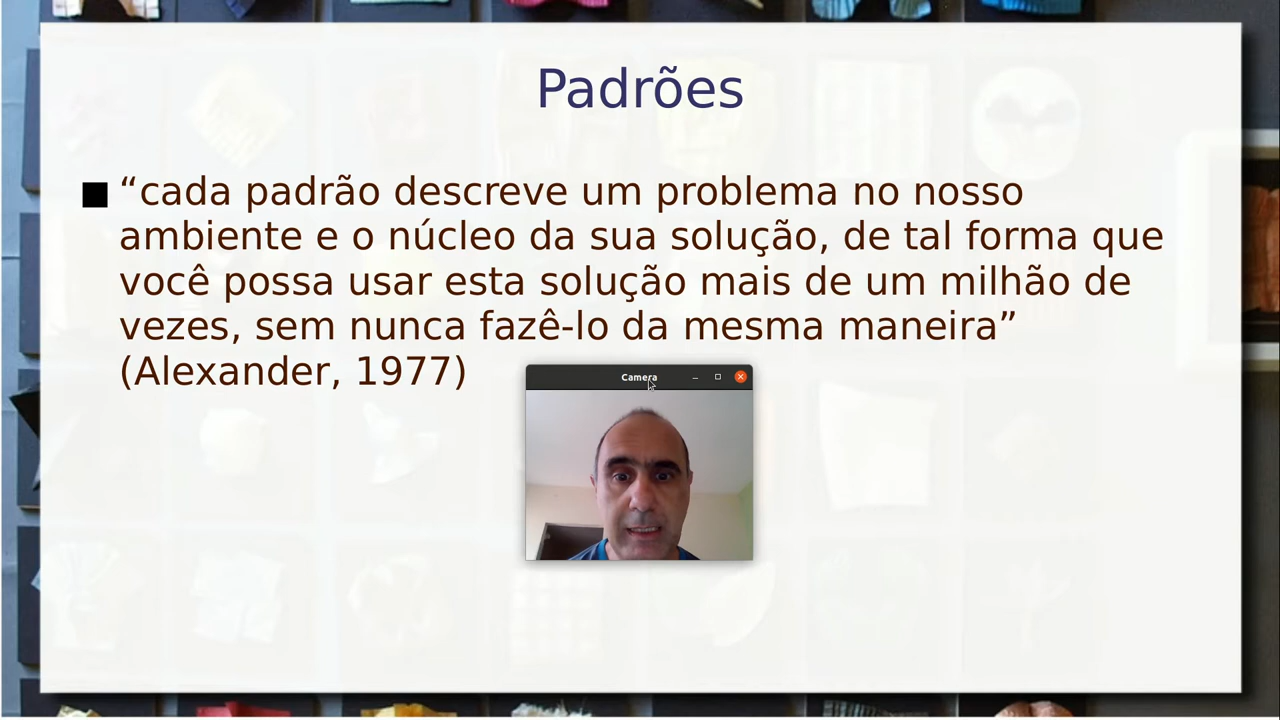 Padrões
“cada padrão descreve um problema no nosso
ambiente e o núcleo da sua solução, de tal forma que
você possa usar esta solução mais de um milhão de
vezes, sem nunca fazê-lo da mesma maneira”
(Alexander, 1977)
Camera